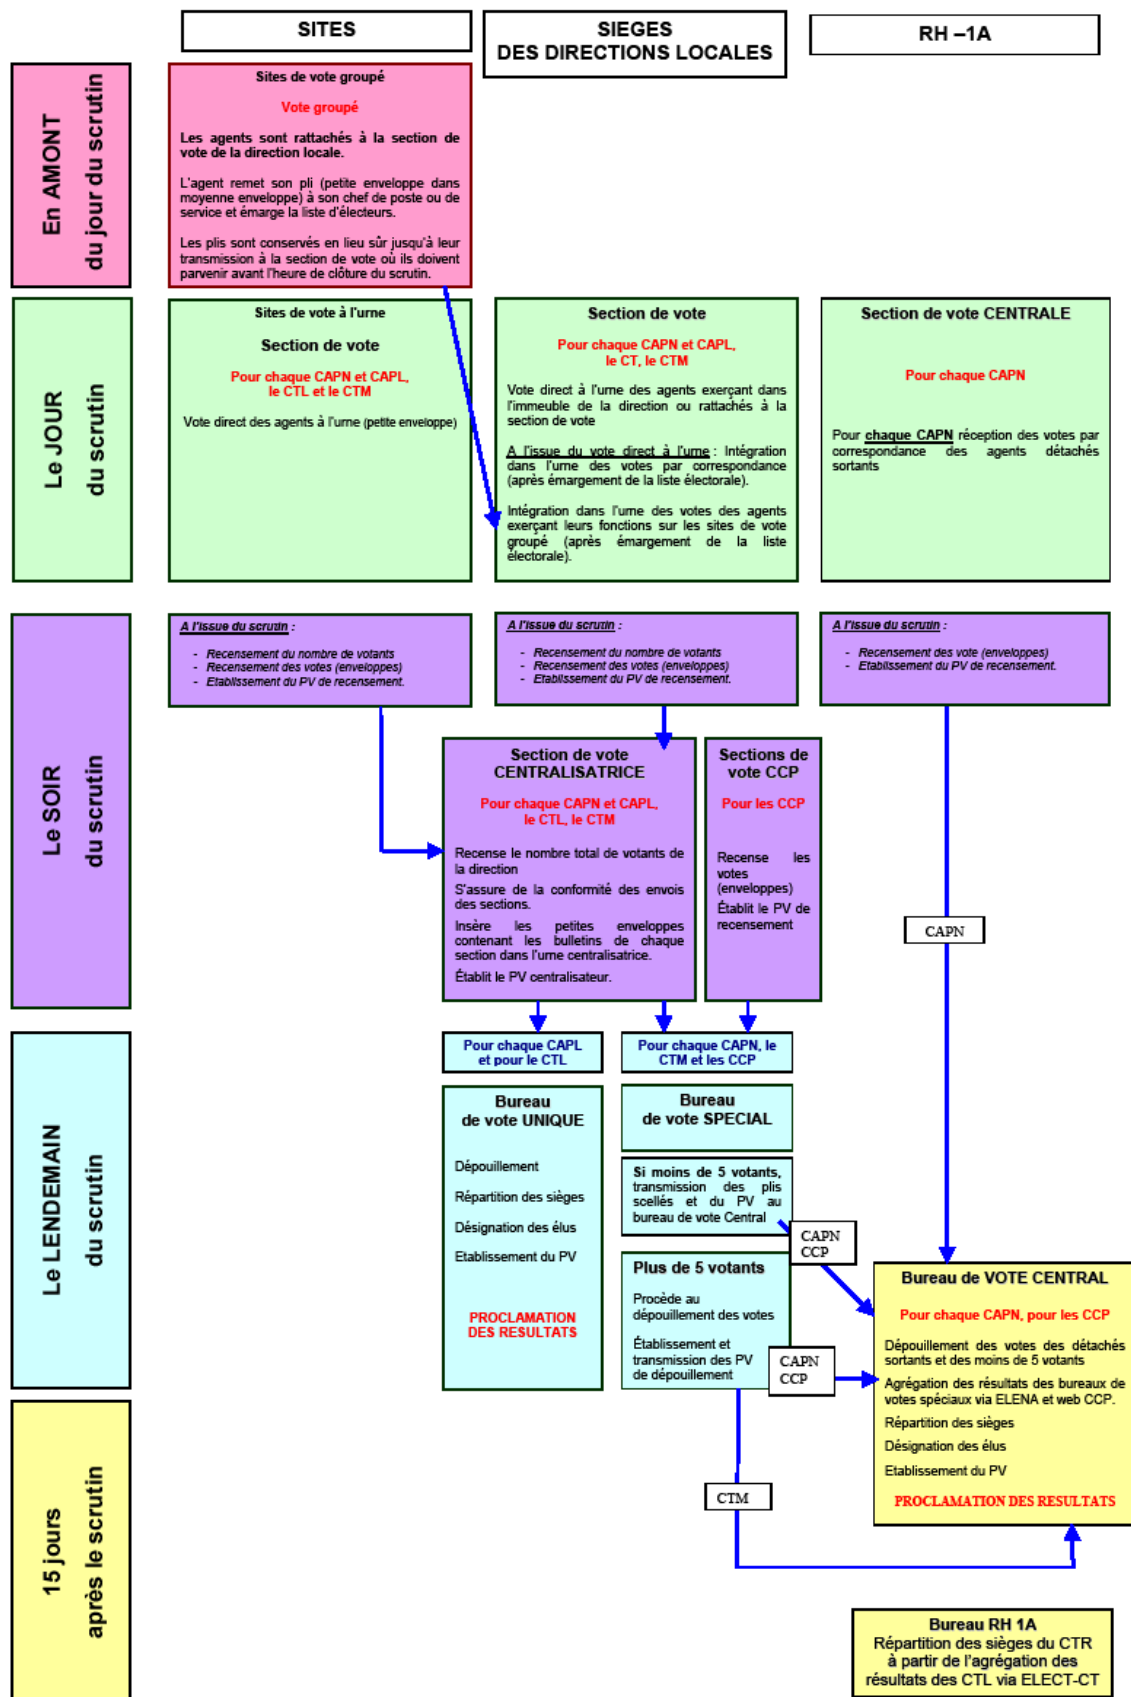 SITES
SIEGES
DES DIRECTIONS LOCALES
RH –1A
En AMONT
du jour du scrutin
Sites de vote groupé
Vote groupé
Les agents sont rattachés à la section de
vote de la direction locale.
L'agent remet son pli (petite enveloppe dans
moyenne enveloppe) à son chef de poste ou de
service et émarge la liste d'électeurs.
Les plis sont conservés en lieu sûr jusqu'à leur
transmission à la section de vote où ils doivent
parvenir avant l'heure de clôture du scrutin.
Le JOUR
du scrutin
Sites de vote à l'urne
Section de vote
Pour chaque CAPN et CAPL,
le CTL et le CTM
Vote direct des agents à l'urne (petite enveloppe)
Section de vote
Pour chaque CAPN et CAPL,
le CT, le CTM
Vote direct à l'urne des agents exerçant dans
l'immeuble de la direction ou rattachés à la
section de vote
A l'issue du vote direct à l'urne : Intégration
dans l'urne des votes par correspondance
(après émargement de la liste électorale).
Intégration dans l'urne des votes des agents
exerçant leurs fonctions sur les sites de vote
groupé (après émargement de la liste
électorale).
Section de vote CENTRALE
Pour chaque CAPN
Pour chaque CAPN réception des votes par
correspondance des agents détachés
sortants
Le SOIR
du scrutin
A l'issue du scrutin :
- Recensement du nombre de votants
- Recensement des votes (enveloppes)
- Etablissement du PV de recensement.
A l'issue du scrutin :
- Recensement du nombre de votants
- Recensement des votes (enveloppes)
- Etablissement du PV de recensement.
A l'issue du scrutin :
- Recensement des vote (enveloppes)
- Etablissement du PV de recensement.
Section de vote
CENTRALISATRICE
Pour chaque CAPN et CAPL,
le CTL, le CTM
Recense le nombre total de votants de
la direction
S'assure de la conformité des envois
des sections.
Insère les petites enveloppes
contenant les bulletins de chaque
section dans l'urne centralisatrice.
Établit le PV centralisateur.
Sections de
vote CCP
Pour les CCP
Recense les
votes
(enveloppes)
Établit le PV de
recensement
CAPN
Le LENDEMAIN
du scrutin
Pour chaque CAPL
et pour le CTL
Pour chaque CAPN, le
CTM et les CCP
Bureau
de vote UNIQUE
Dépouillement
Répartition des sièges
Désignation des élus
Etablissement du PV
PROCLAMATION
DES RESULTATS
Bureau
de vote SPECIAL
Si moins de 5 votants,
transmission des plis
scellés et du PV au
bureau de vote Central
CAPN
CCP
Plus de 5 votants
Procède au
dépouillement des votes
Établissement et
transmission des PV
de dépouillement
CAPN
CCP
Bureau de VOTE CENTRAL
Pour chaque CAPN, pour les CCP
Dépouillement des votes des détachés
sortants et des moins de 5 votants
Agrégation des résultats des bureaux de
votes spéciaux via ELENA et web CCP.
Répartition des sièges
Désignation des élus
Etablissement du PV
PROCLAMATION DES RESULTATS
15 jours
après le scrutin
CTM
Bureau RH 1A
Répartition des sièges du CTR
à partir de l'agrégation des
résultats des CTL via ELECT-CT